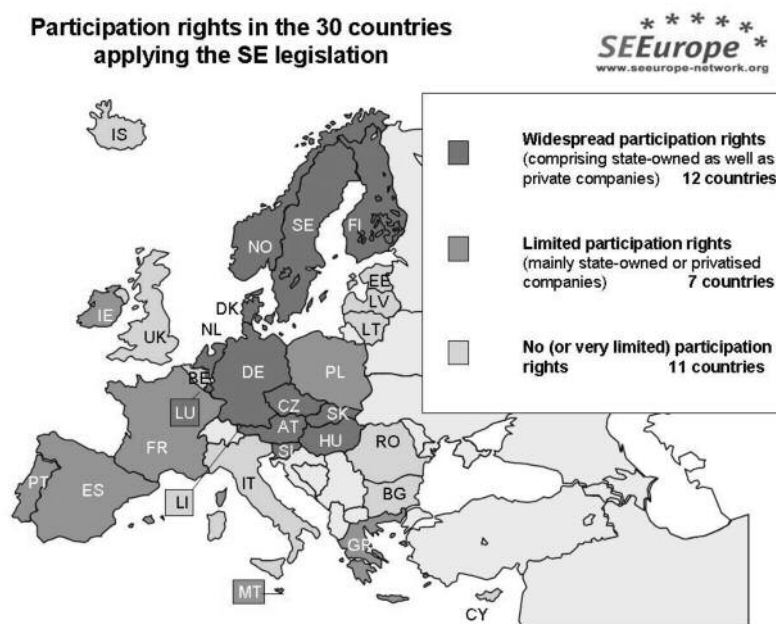 Participation rights in the 30 countries
applying the SE legislation
SEEurope
www.seeurope-network.org
Widespread participation rights
(comprising state-owned as well as
private companies) 12 countries
Limited participation rights
(mainly state-owned or privatised
companies) 7 countries
No (or very limited) participation
rights 11 countries
IS
NO
SE
FI
EE
LV
LT
DK
IE
UK
NL
BE
DE
PL
LU
CZ
SK
AT
HU
FR
SI
RO
PT
ES
LI
IT
BG
GR
MT
CY